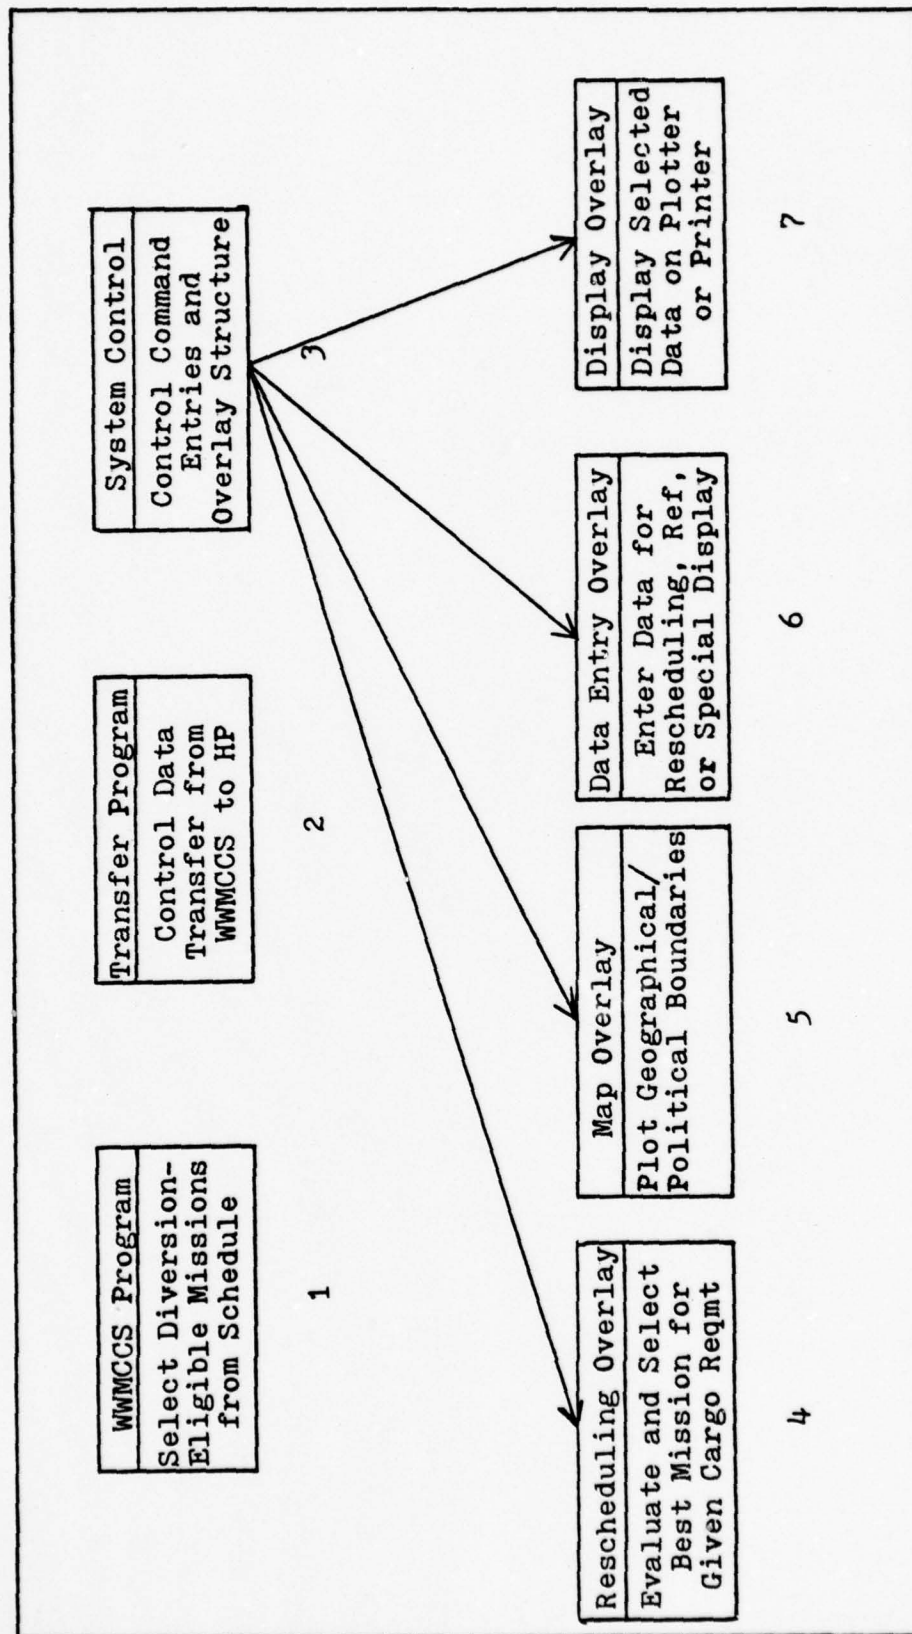 WWMCCS Program
Select Diversion-
Eligible Missions
from Schedule
1
Transfer Program
Control Data
Transfer from
WWMCCS to HP
2
System Control
Control Command
Entries and
Overlay Structure
3
Rescheduling Overlay
Evaluate and Select
Best Mission for
Given Cargo Reqmt
4
Map Overlay
Plot Geographical/
Political Boundaries
5
Data Entry Overlay
Enter Data for
Rescheduling, Ref,
or Special Display
6
Display Overlay
Display Selected
Data on Plotter
or Printer
7